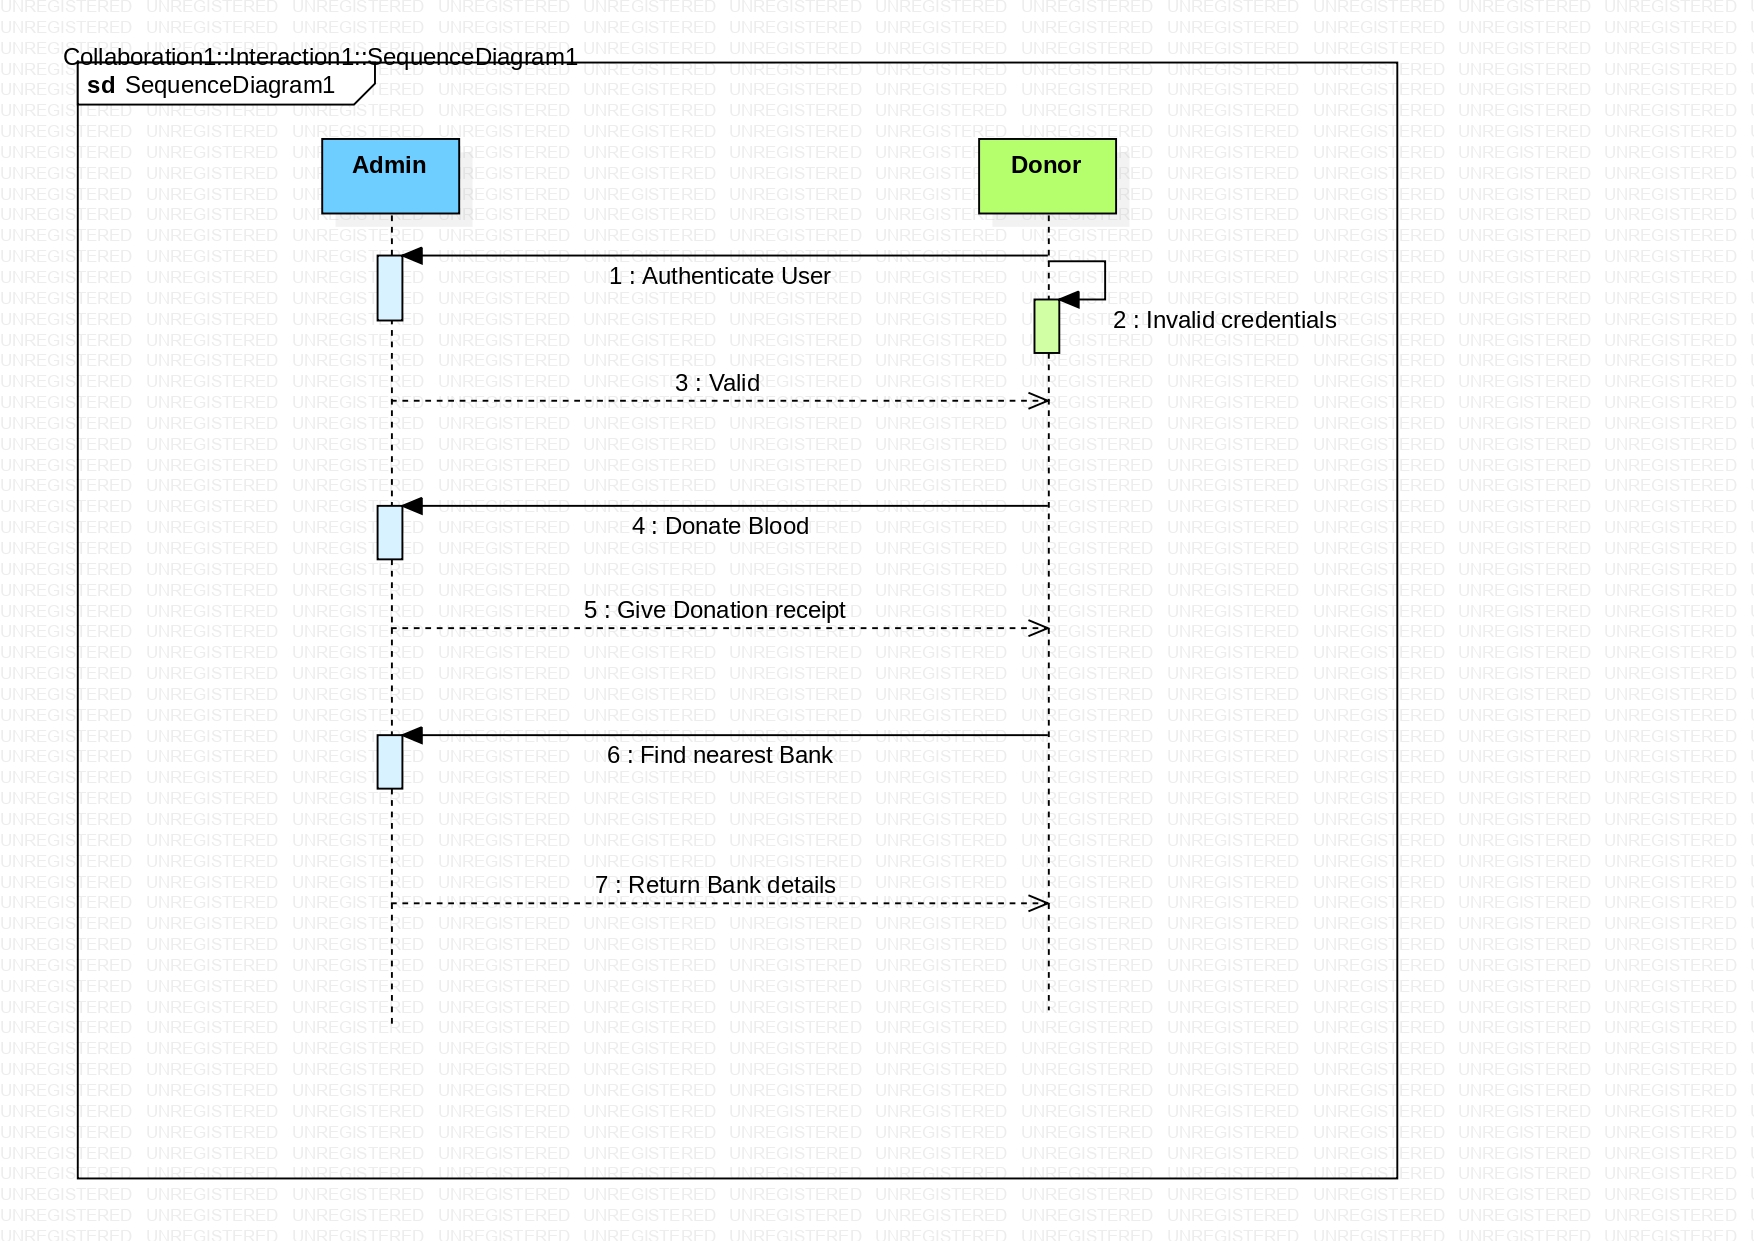 Collaboration1::Interaction1::SequenceDiagram1
sd SequenceDiagram1
Admin
Donor
1 : Authenticate User
2 : Invalid credentials
3 : Valid
4 : Donate Blood
5 : Give Donation receipt
6 : Find nearest Bank
7 : Return Bank details
UNREGISTERED